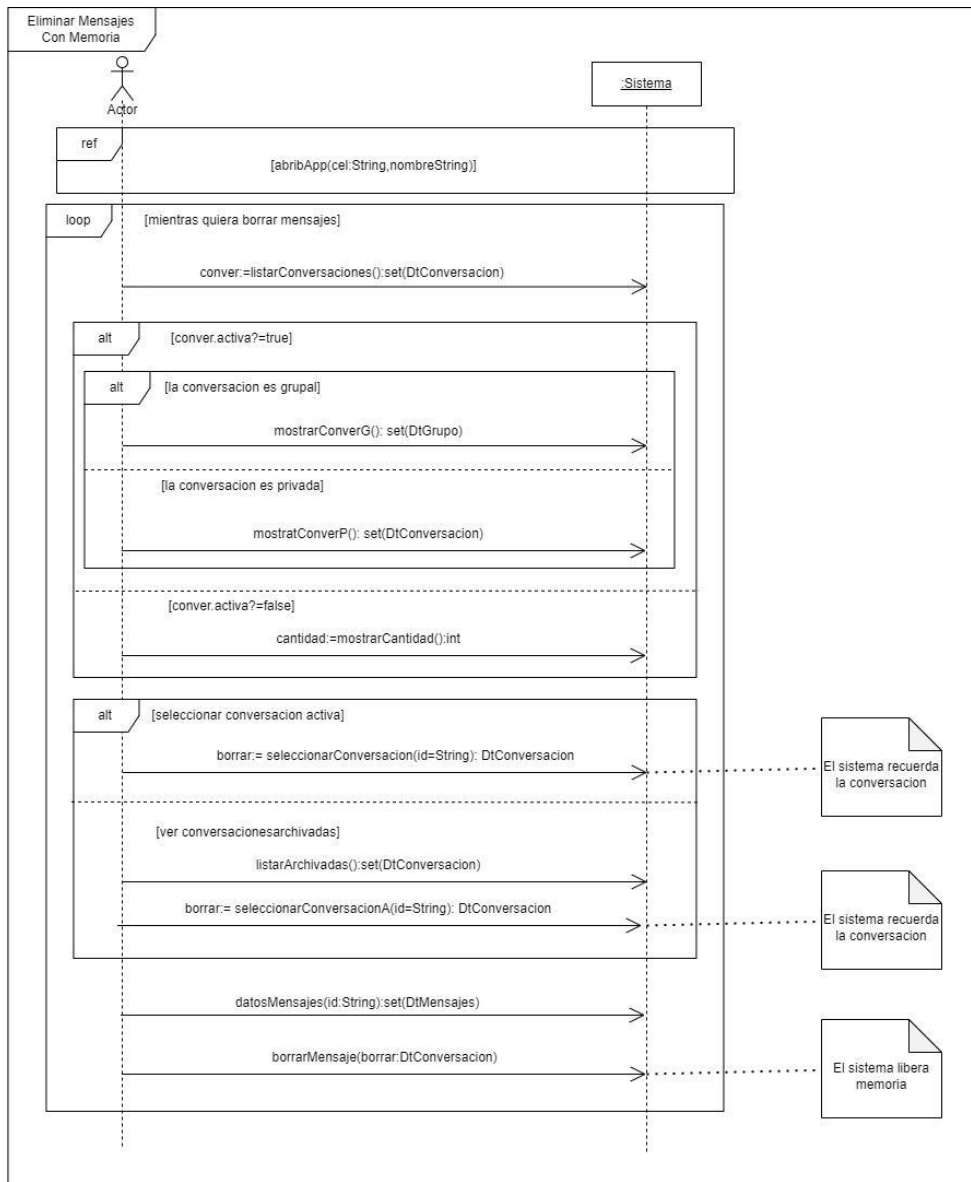 Eliminar Mensajes
Con Memoria
Actor
:Sistema
ref
[abribApp(cel:String,nombreString)]
loop
[mientras quiera borrar mensajes]
conver:=listarConversaciones():set(DtConversacion)
alt
[conver.activa?=true]
alt
[la conversacion es grupal]
mostrarConverG(): set(DtGrupo)
[la conversacion es privada]
mostratConverP(): set(DtConversacion)
[conver.activa?=false]
cantidad:=mostrarCantidad():int
alt
[seleccionar conversacion activa]
borrar:= seleccionarConversacion(id=String): DtConversacion
El sistema recuerda
la conversacion
[ver conversacionesarchivadas]
listarArchivadas():set(DtConversacion)
borrar:= seleccionarConversacionA(id=String): DtConversacion
El sistema recuerda
la conversacion
datosMensajes(id:String):set(DtMensajes)
borrarMensaje(borrar:DtConversacion)
El sistema libera
memoria